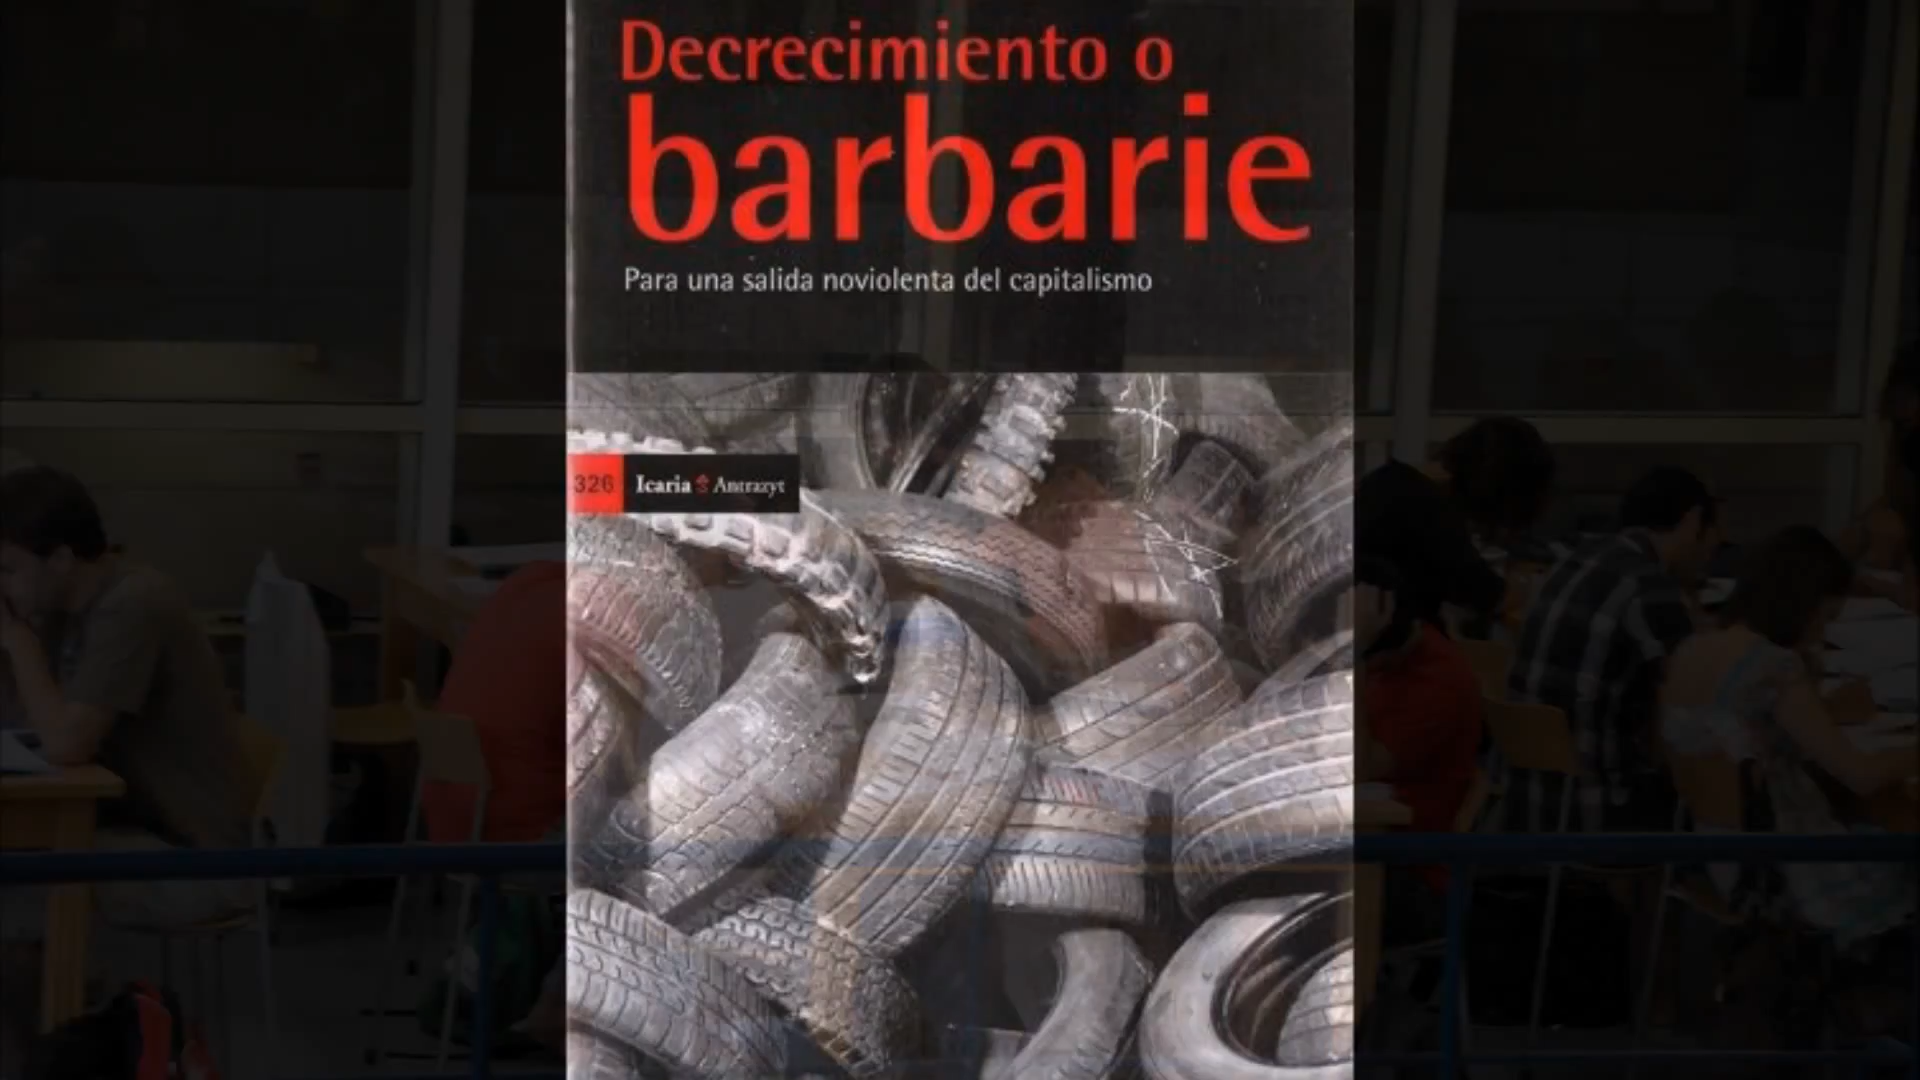 Decrecimiento o
barbarie
Para una salida noviolenta del capitalismo
326 Icaria Antrazyt